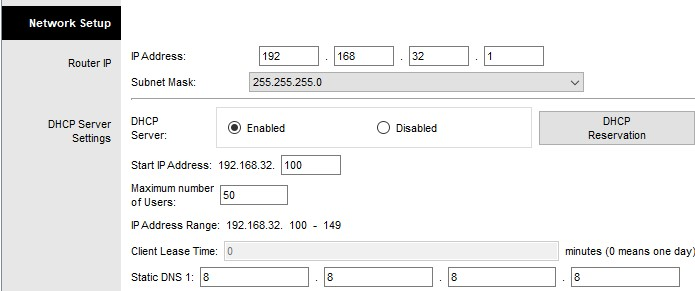 Network Setup
Router IP
IP Address: 192 . 168 . 32 . 1
Subnet Mask: 255.255.255.0
DHCP Server
Settings
DHCP
Server: Enabled Disabled
DHCP
Reservation
Start IP Address: 192.168.32. 100
Maximum number
of Users: 50
IP Address Range: 192.168.32. 100 - 149
Client Lease Time: 0 minutes (0 means one day)
Static DNS 1: 8 . 8 . 8 . 8